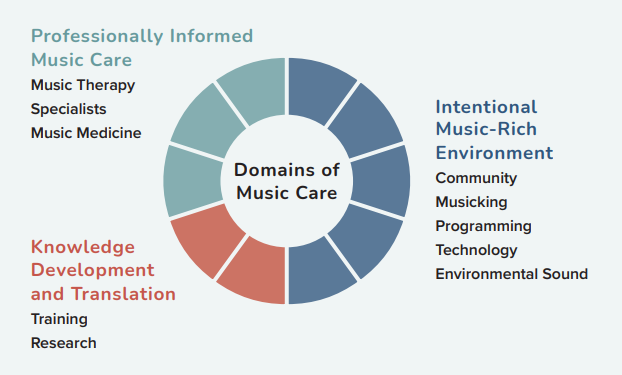 Professionally Informed
Music Care
Music Therapy
Specialists
Music Medicine
Domains of
Music Care
Intentional
Music-Rich
Environment
Community
Musicking
Programming
Technology
Environmental Sound
Knowledge
Development
and Translation
Training
Research